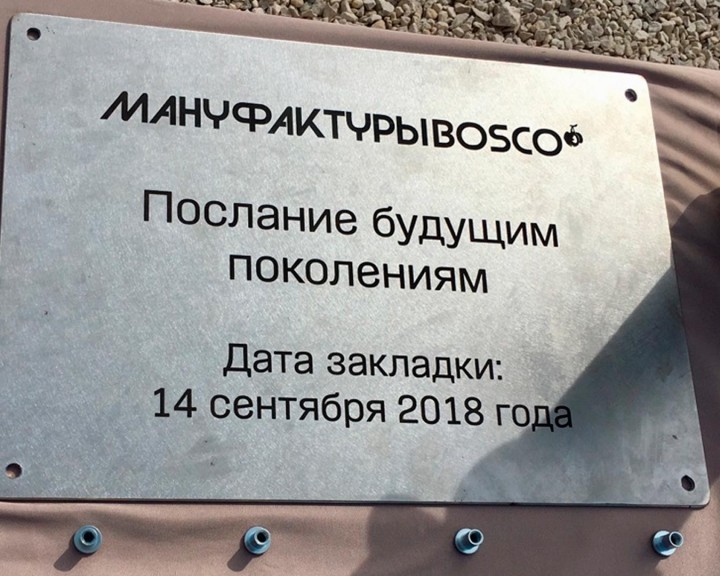 МАНУФАКТУРЫBOSCO
Послание будущим
поколениям
Дата закладки:
14 сентября 2018 года